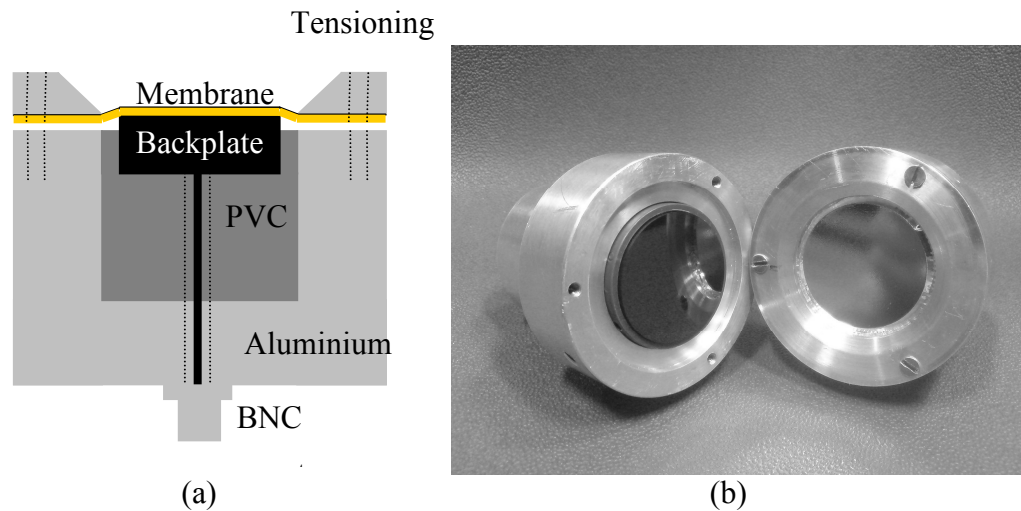 Tensioning
Membrane
Backplate
PVC
Aluminium
BNC
(a)
(b)